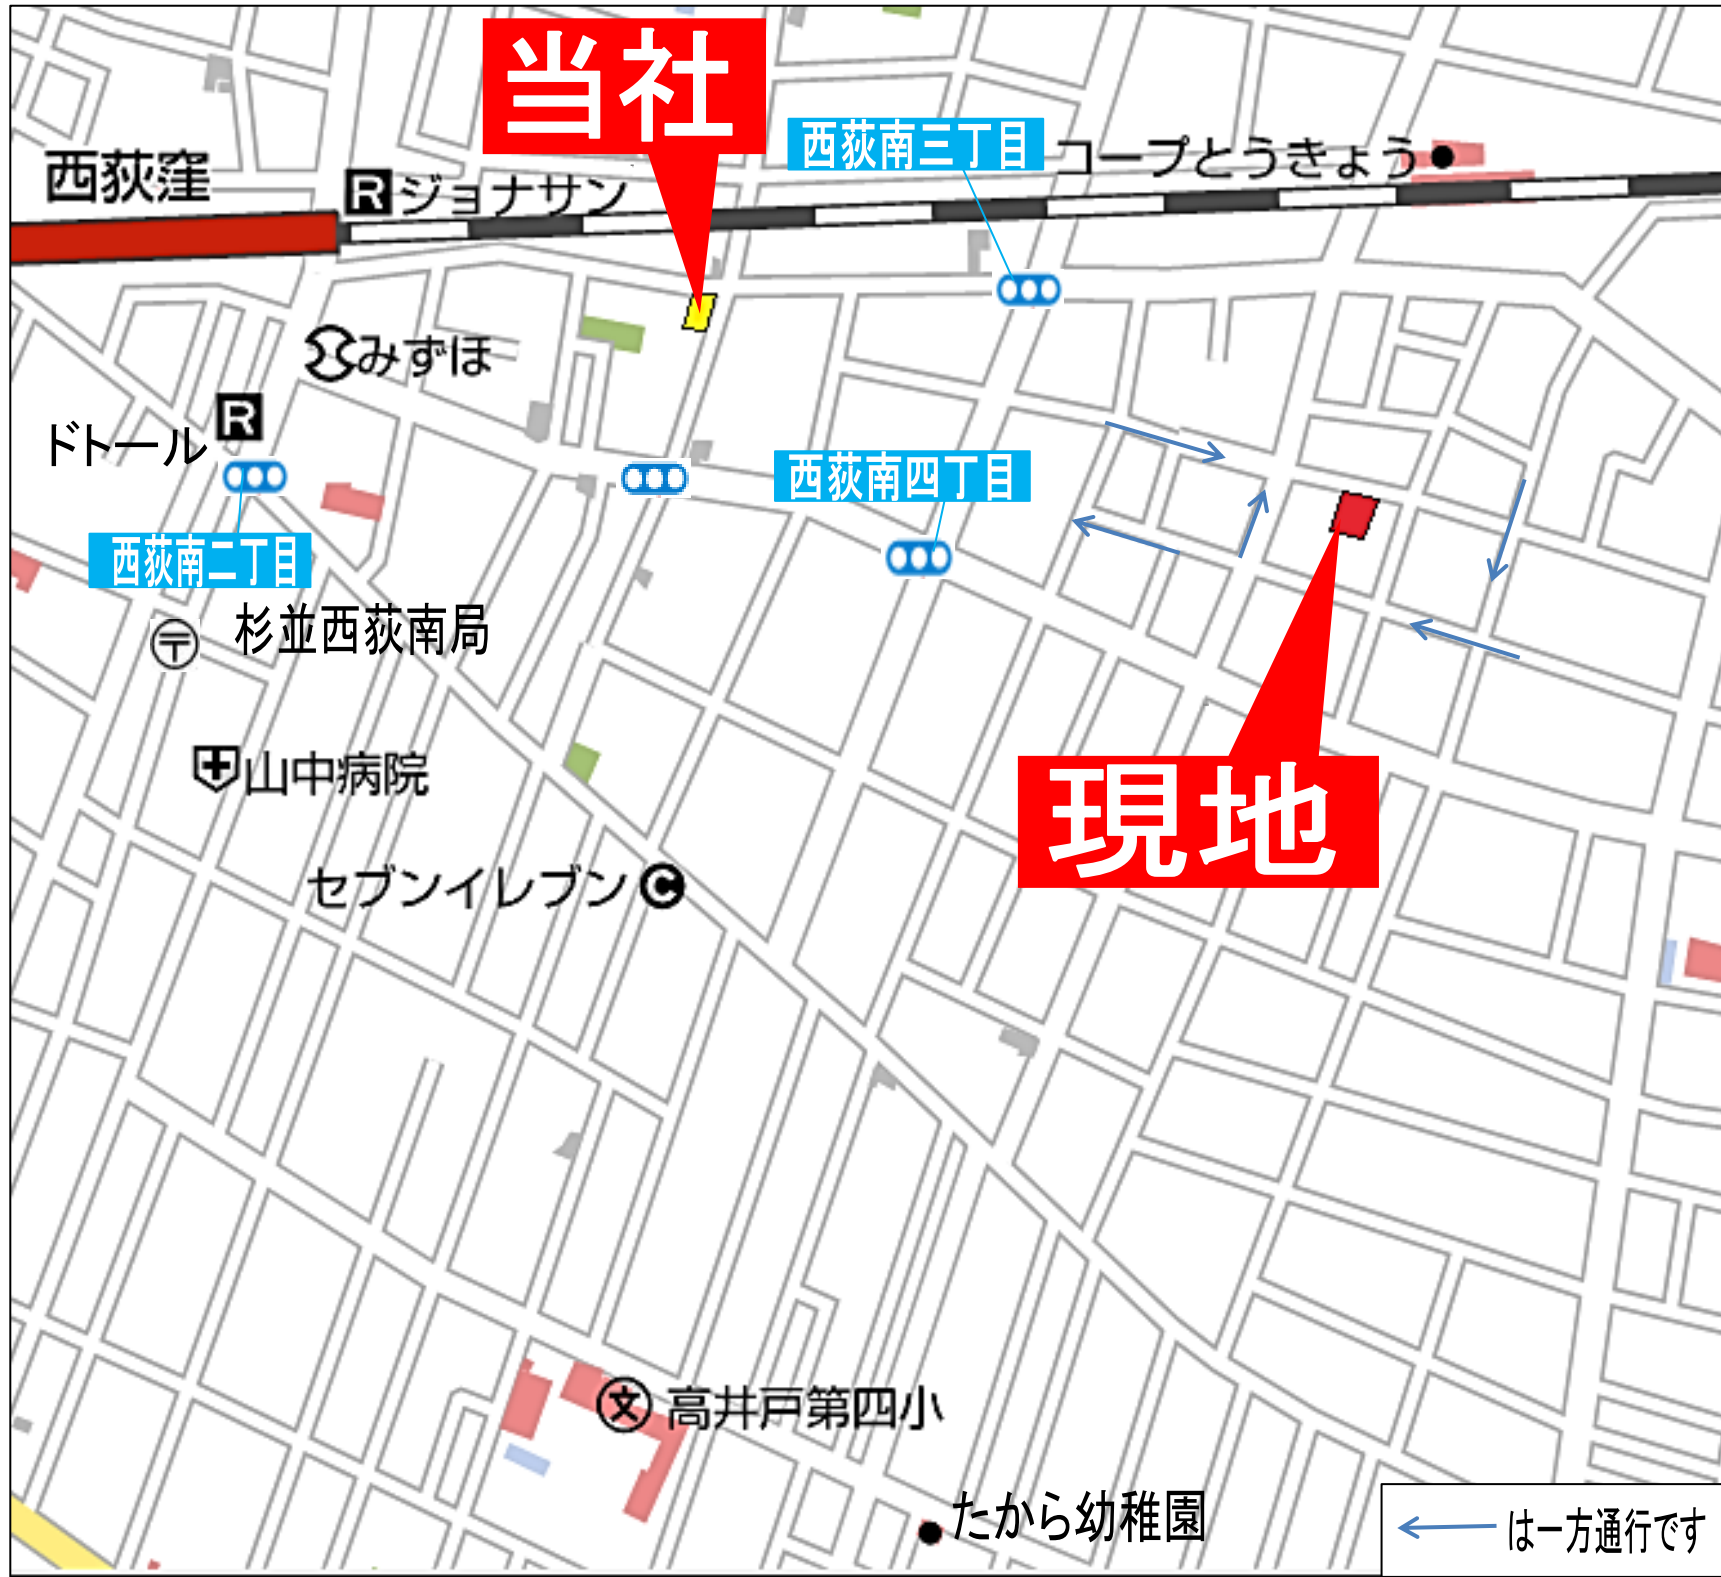 当社
西荻南三丁目
コープとうきょう
西荻窪
R
ジョナサン
みずほ
R
ドトール
西荻南四丁目
西荻南二丁目
杉並西荻南局
山中病院
現地
セブンイレブン
C
文
高井戸第四小
たから幼稚園
は一方通行です